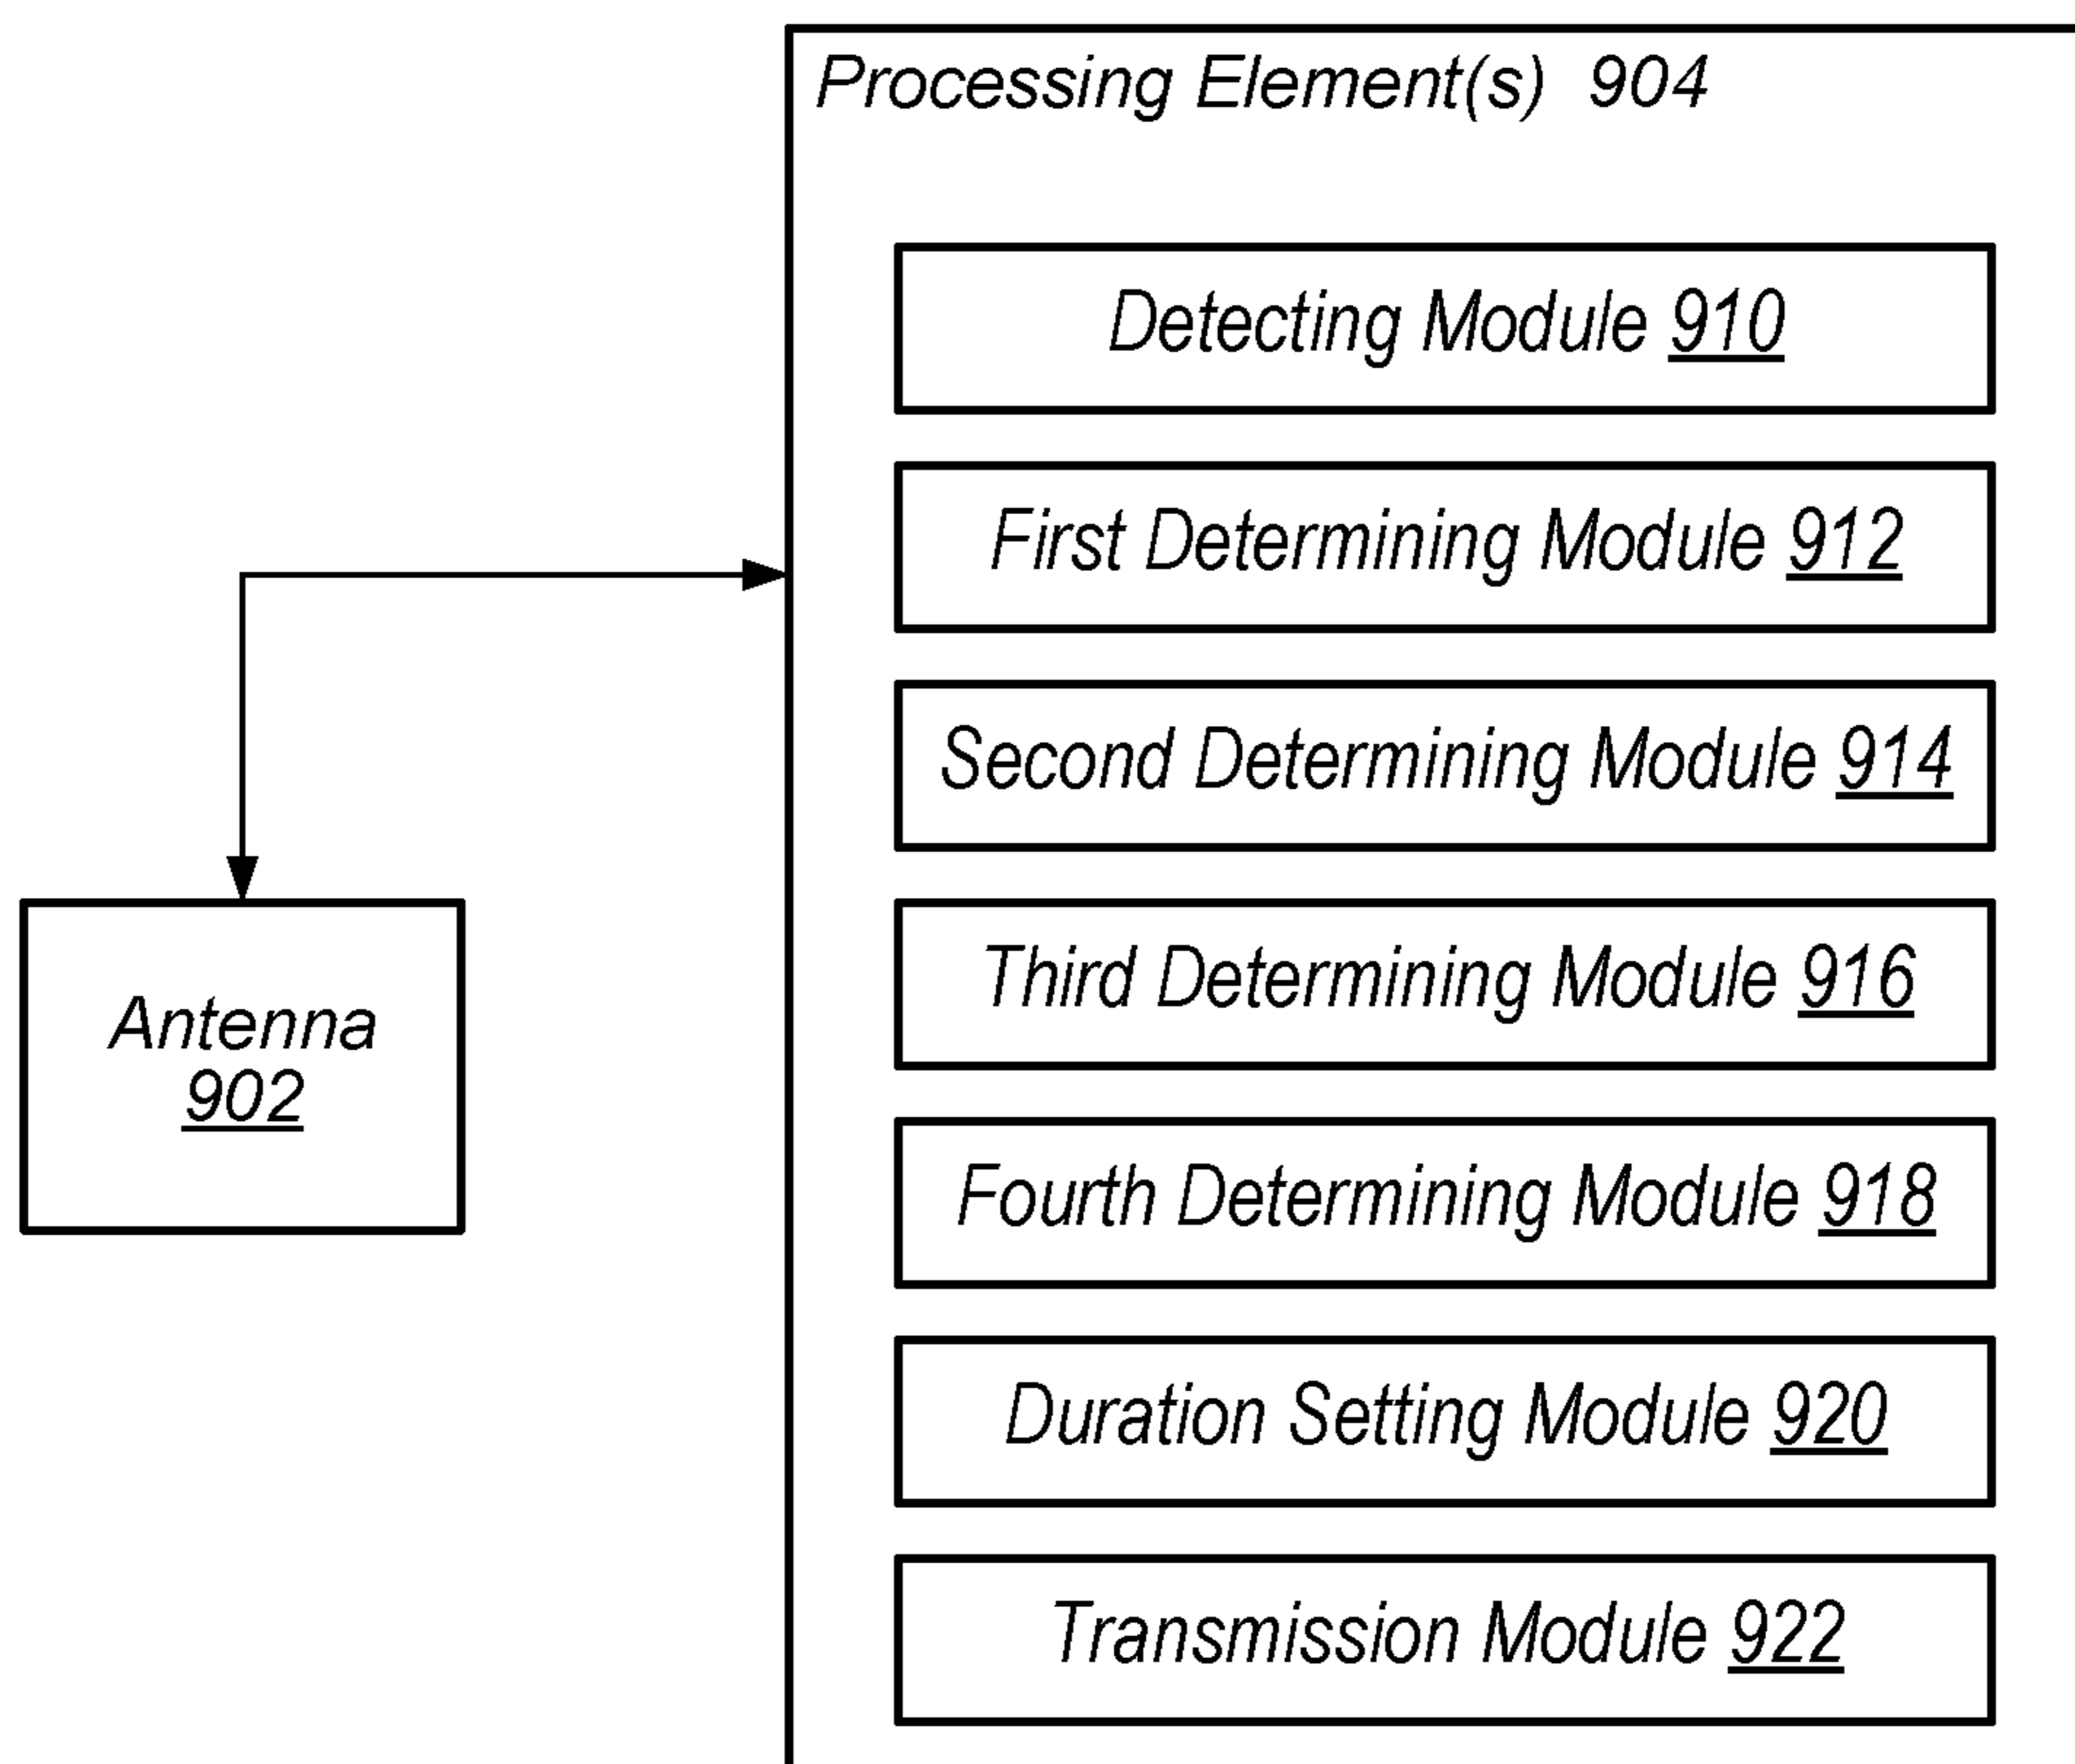 Processing Element(s) 904
Detecting Module 910
First Determining Module 912
Second Determining Module 914
Third Determining Module 916
Fourth Determining Module 918
Duration Setting Module 920
Transmission Module 922
Antenna
902